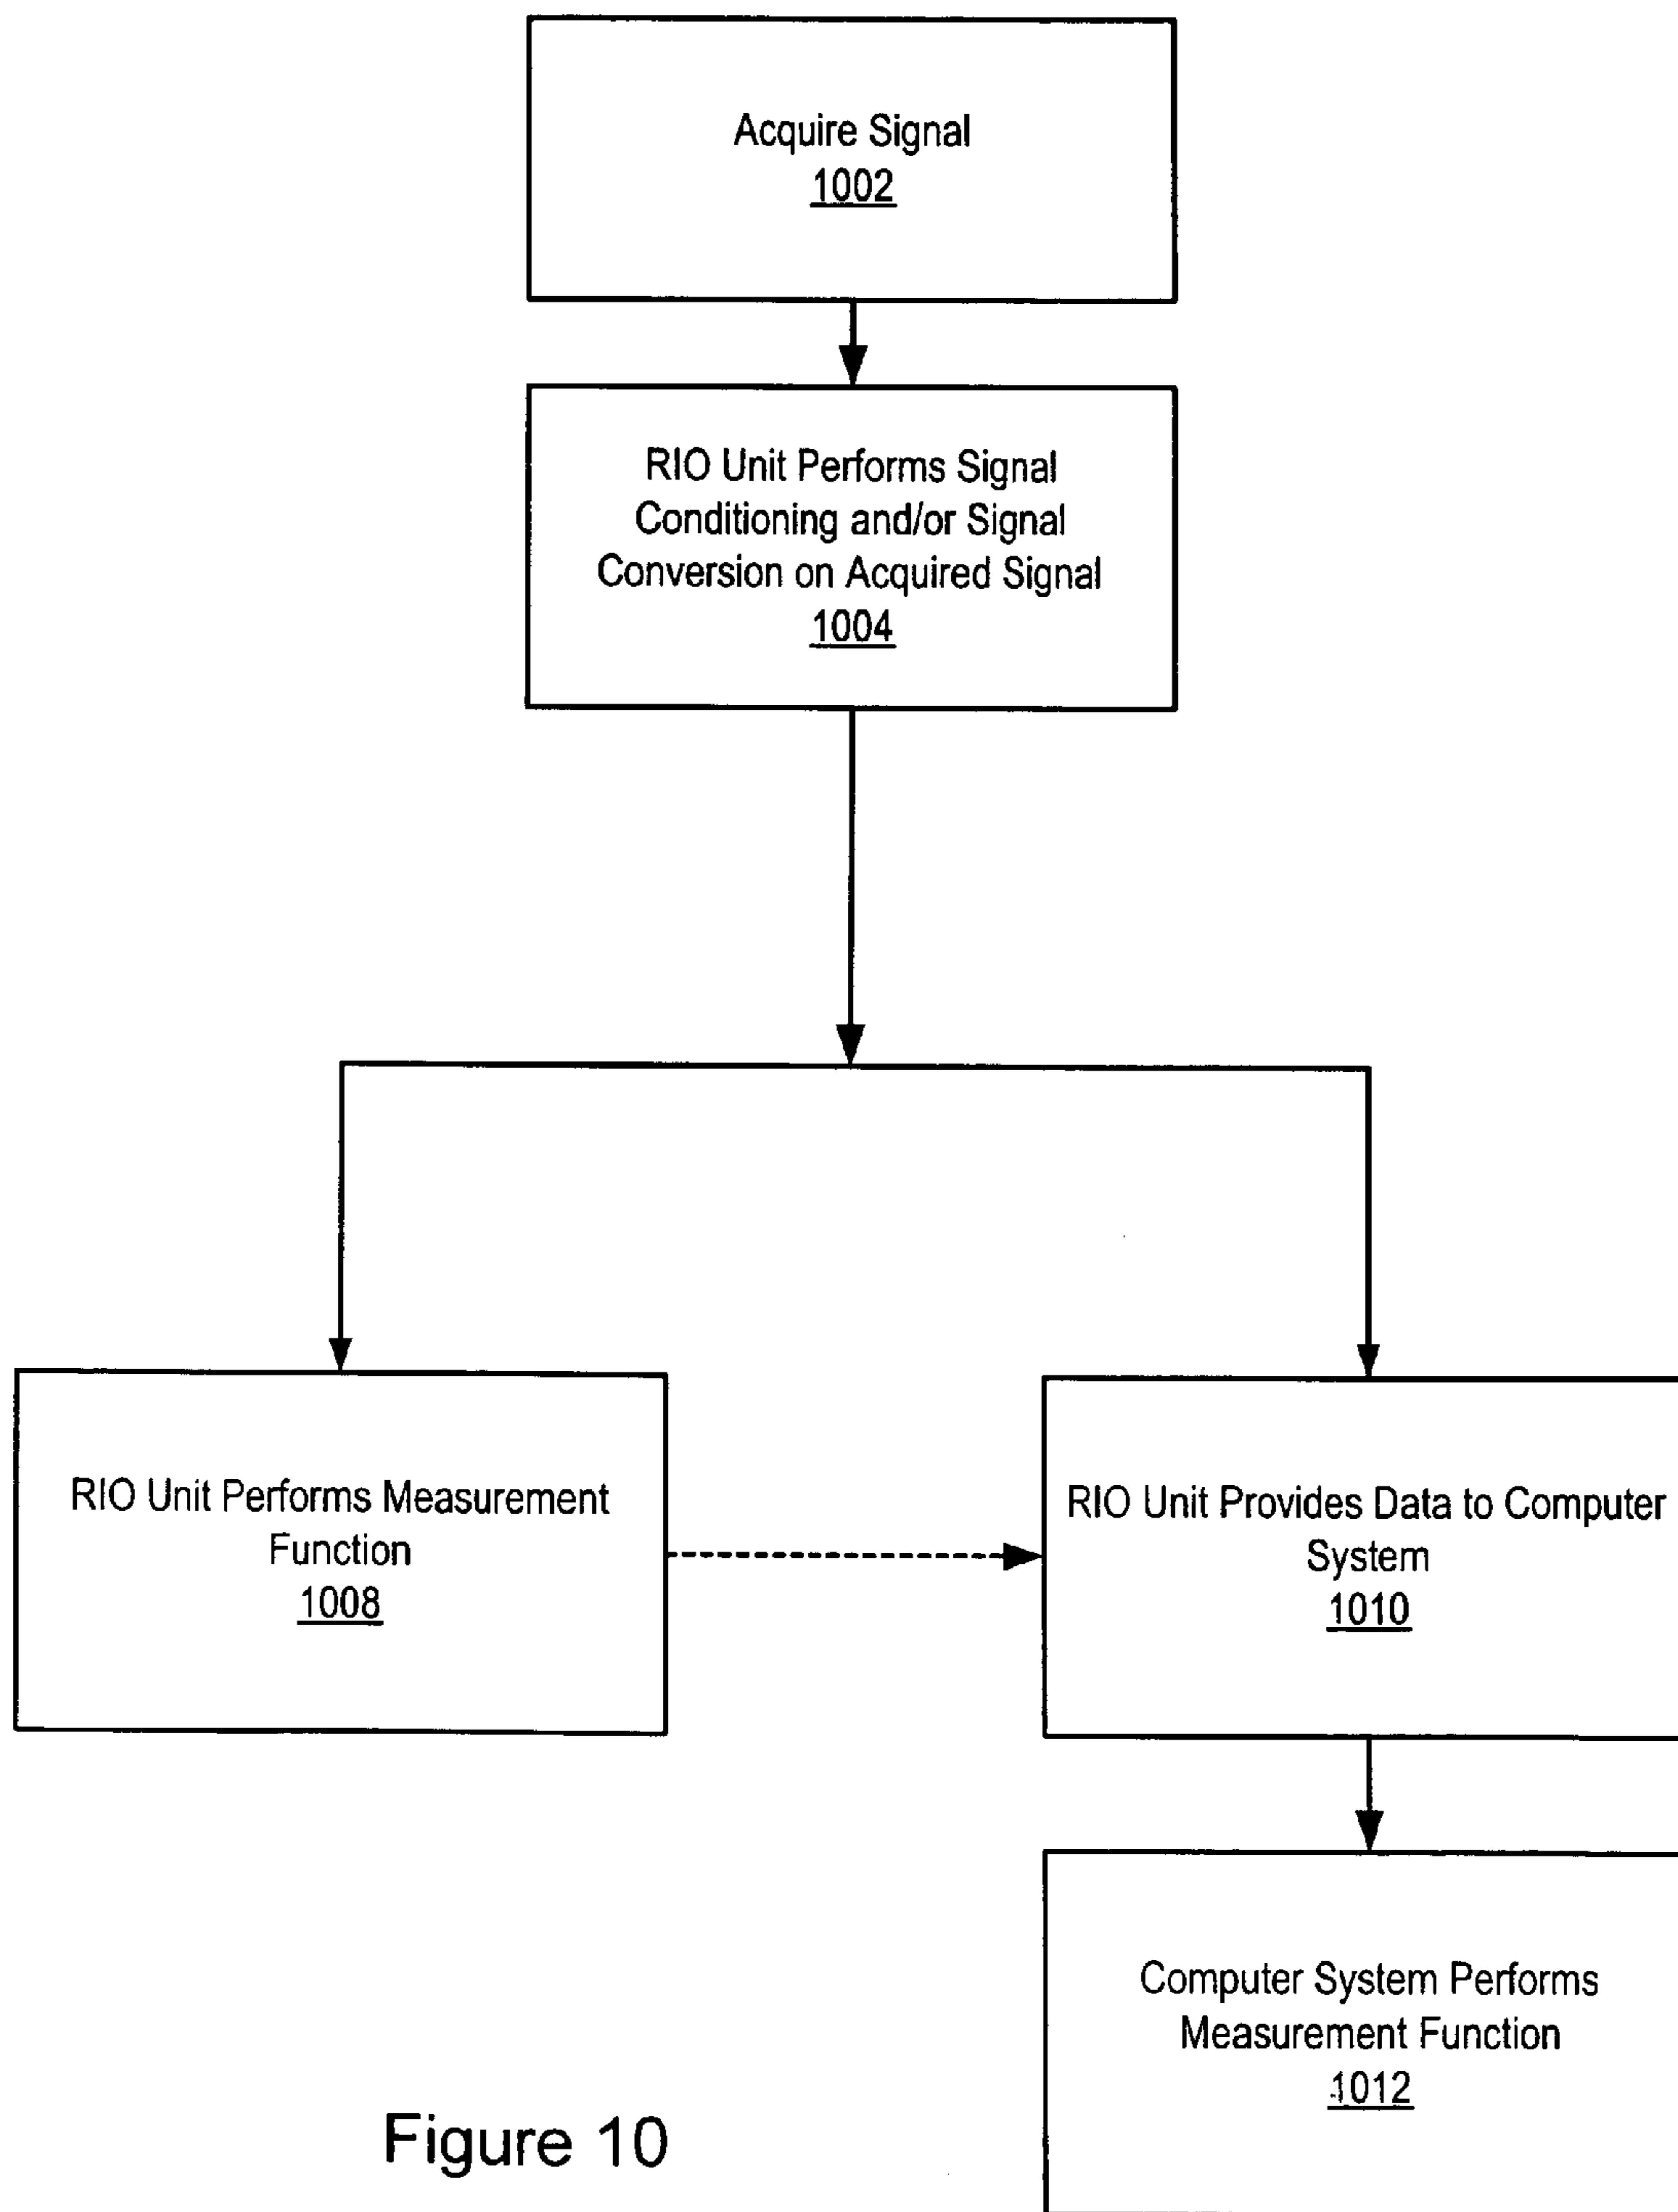 Acquire Signal
1002
RIO Unit Performs Signal
Conditioning and/or Signal
Conversion on Acquired Signal
1004
RIO Unit Performs Measurement
Function
1008
RIO Unit Provides Data to Computer
System
1010
Computer System Performs
Measurement Function
1012
Figure 10